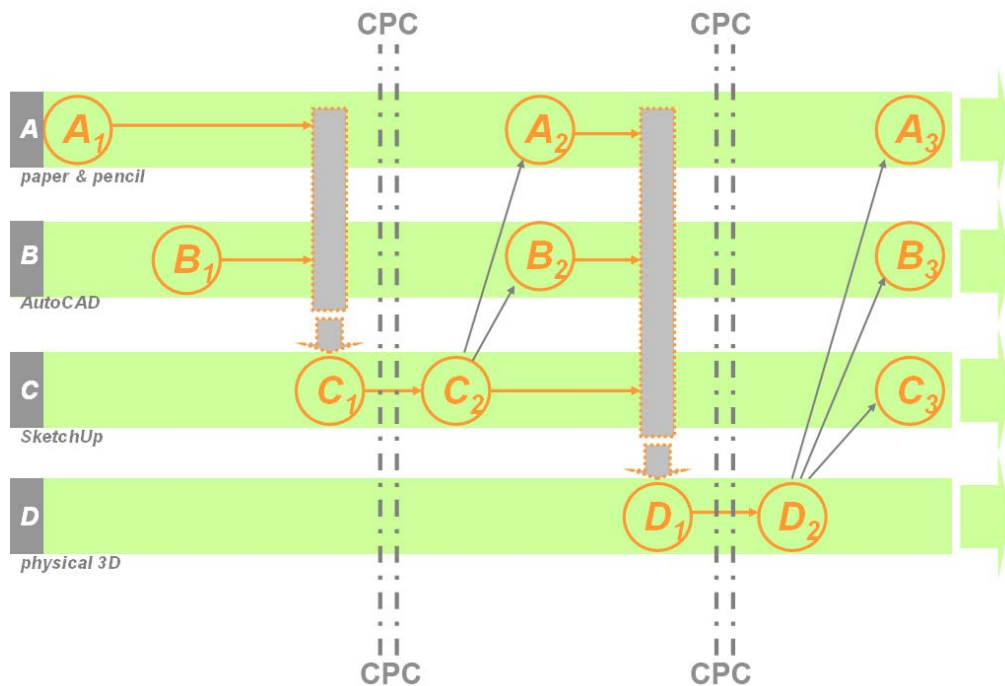 CPC CPC
A A1 A2 A3
paper & pencil
B B1 B2 B3
AutoCAD
C C1 C2 C3
SketchUp
D D1 D2
physical 3D
CPC CPC